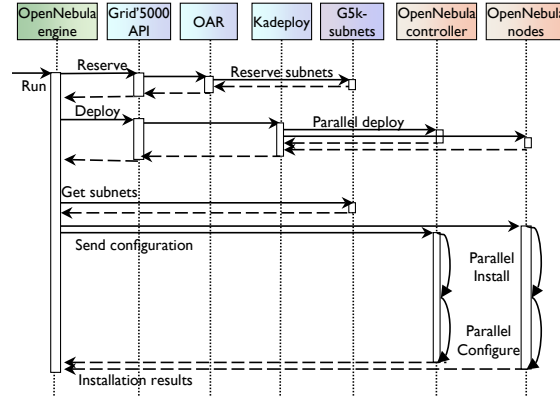 OpenNebula
engine
Grid'5000
API
OAR
Kadeploy
G5k-
subnets
OpenNebula
controller
OpenNebula
nodes
Run
Reserve
Reserve subnets
Deploy
Parallel deploy
Get subnets
Send configuration
Parallel
Install
Parallel
Configure
Installation results